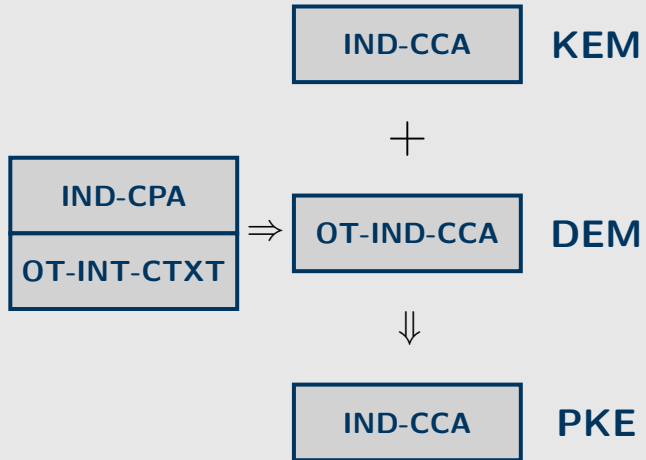 IND-CCA KEM
+
IND-CPA
OT-INT-CTXT
⇒ OT-IND-CCA DEM
⇓
IND-CCA PKE